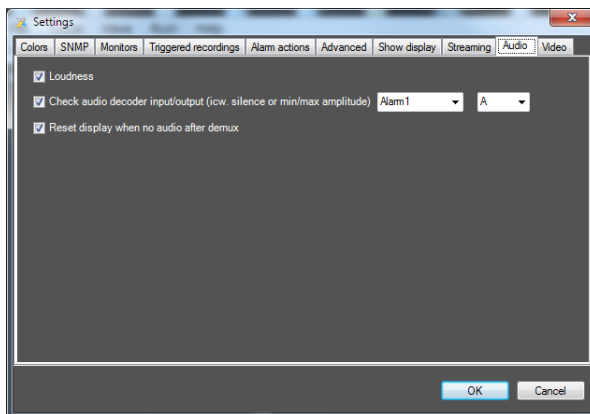 Settings
Colors SNMP Monitors Triggered recordings Alarm actions Advanced Show display Streaming Audio Video
Loudness
Check audio decoder input/output (icw. silence or min/max amplitude) Alarm1 A
Reset display when no audio after demux
OK Cancel